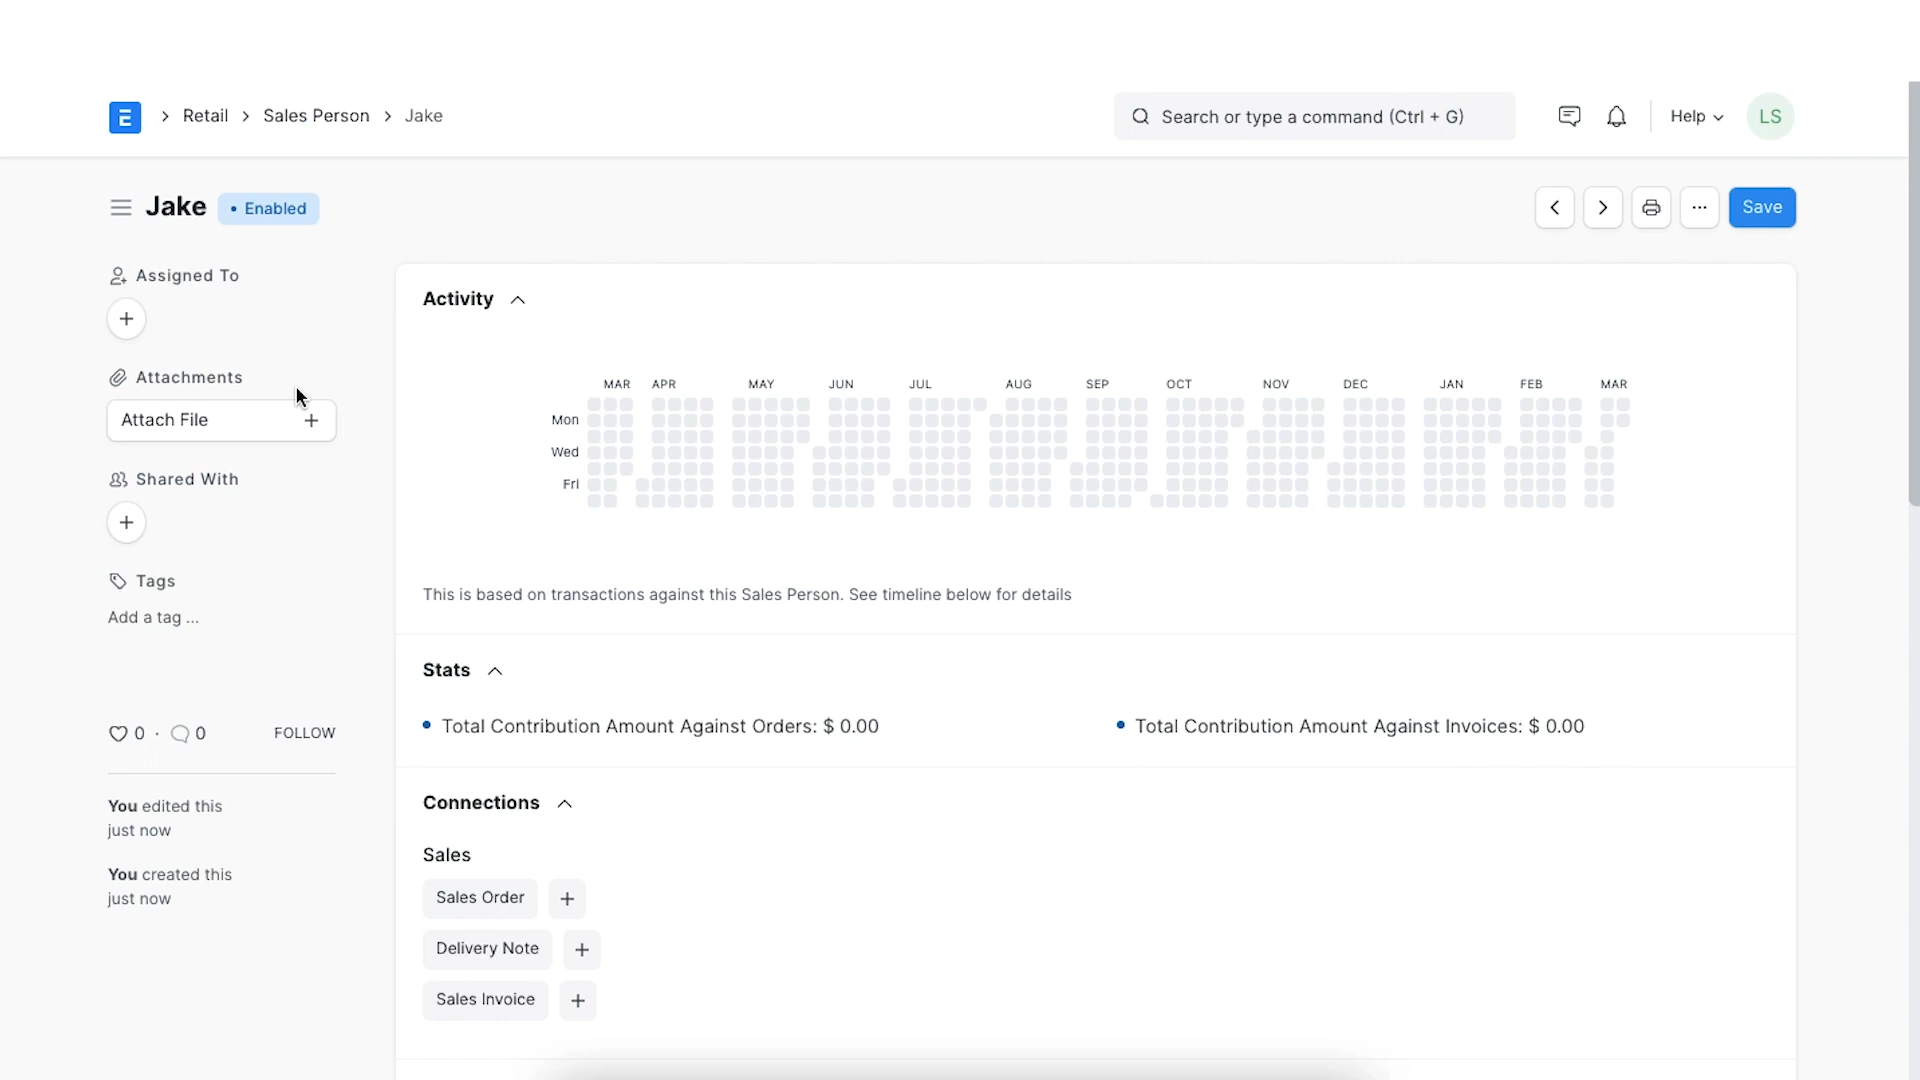 E
Retail
Sales Person
Jake
Search or type a command (Ctrl + G)
Help
LS
Jake
• Enabled
Save
Assigned To
+
Attachments
Attach File +
Shared With
+
Tags
Add a tag ...
0 · 0 FOLLOW
You edited this
just now
You created this
just now
Activity
MAR APR MAY JUN JUL AUG SEP OCT NOV DEC JAN FEB MAR
Mon
Wed
Fri
This is based on transactions against this Sales Person. See timeline below for details
Stats
Total Contribution Amount Against Orders: $ 0.00
Total Contribution Amount Against Invoices: $ 0.00
Connections
Sales
Sales Order +
Delivery Note +
Sales Invoice +